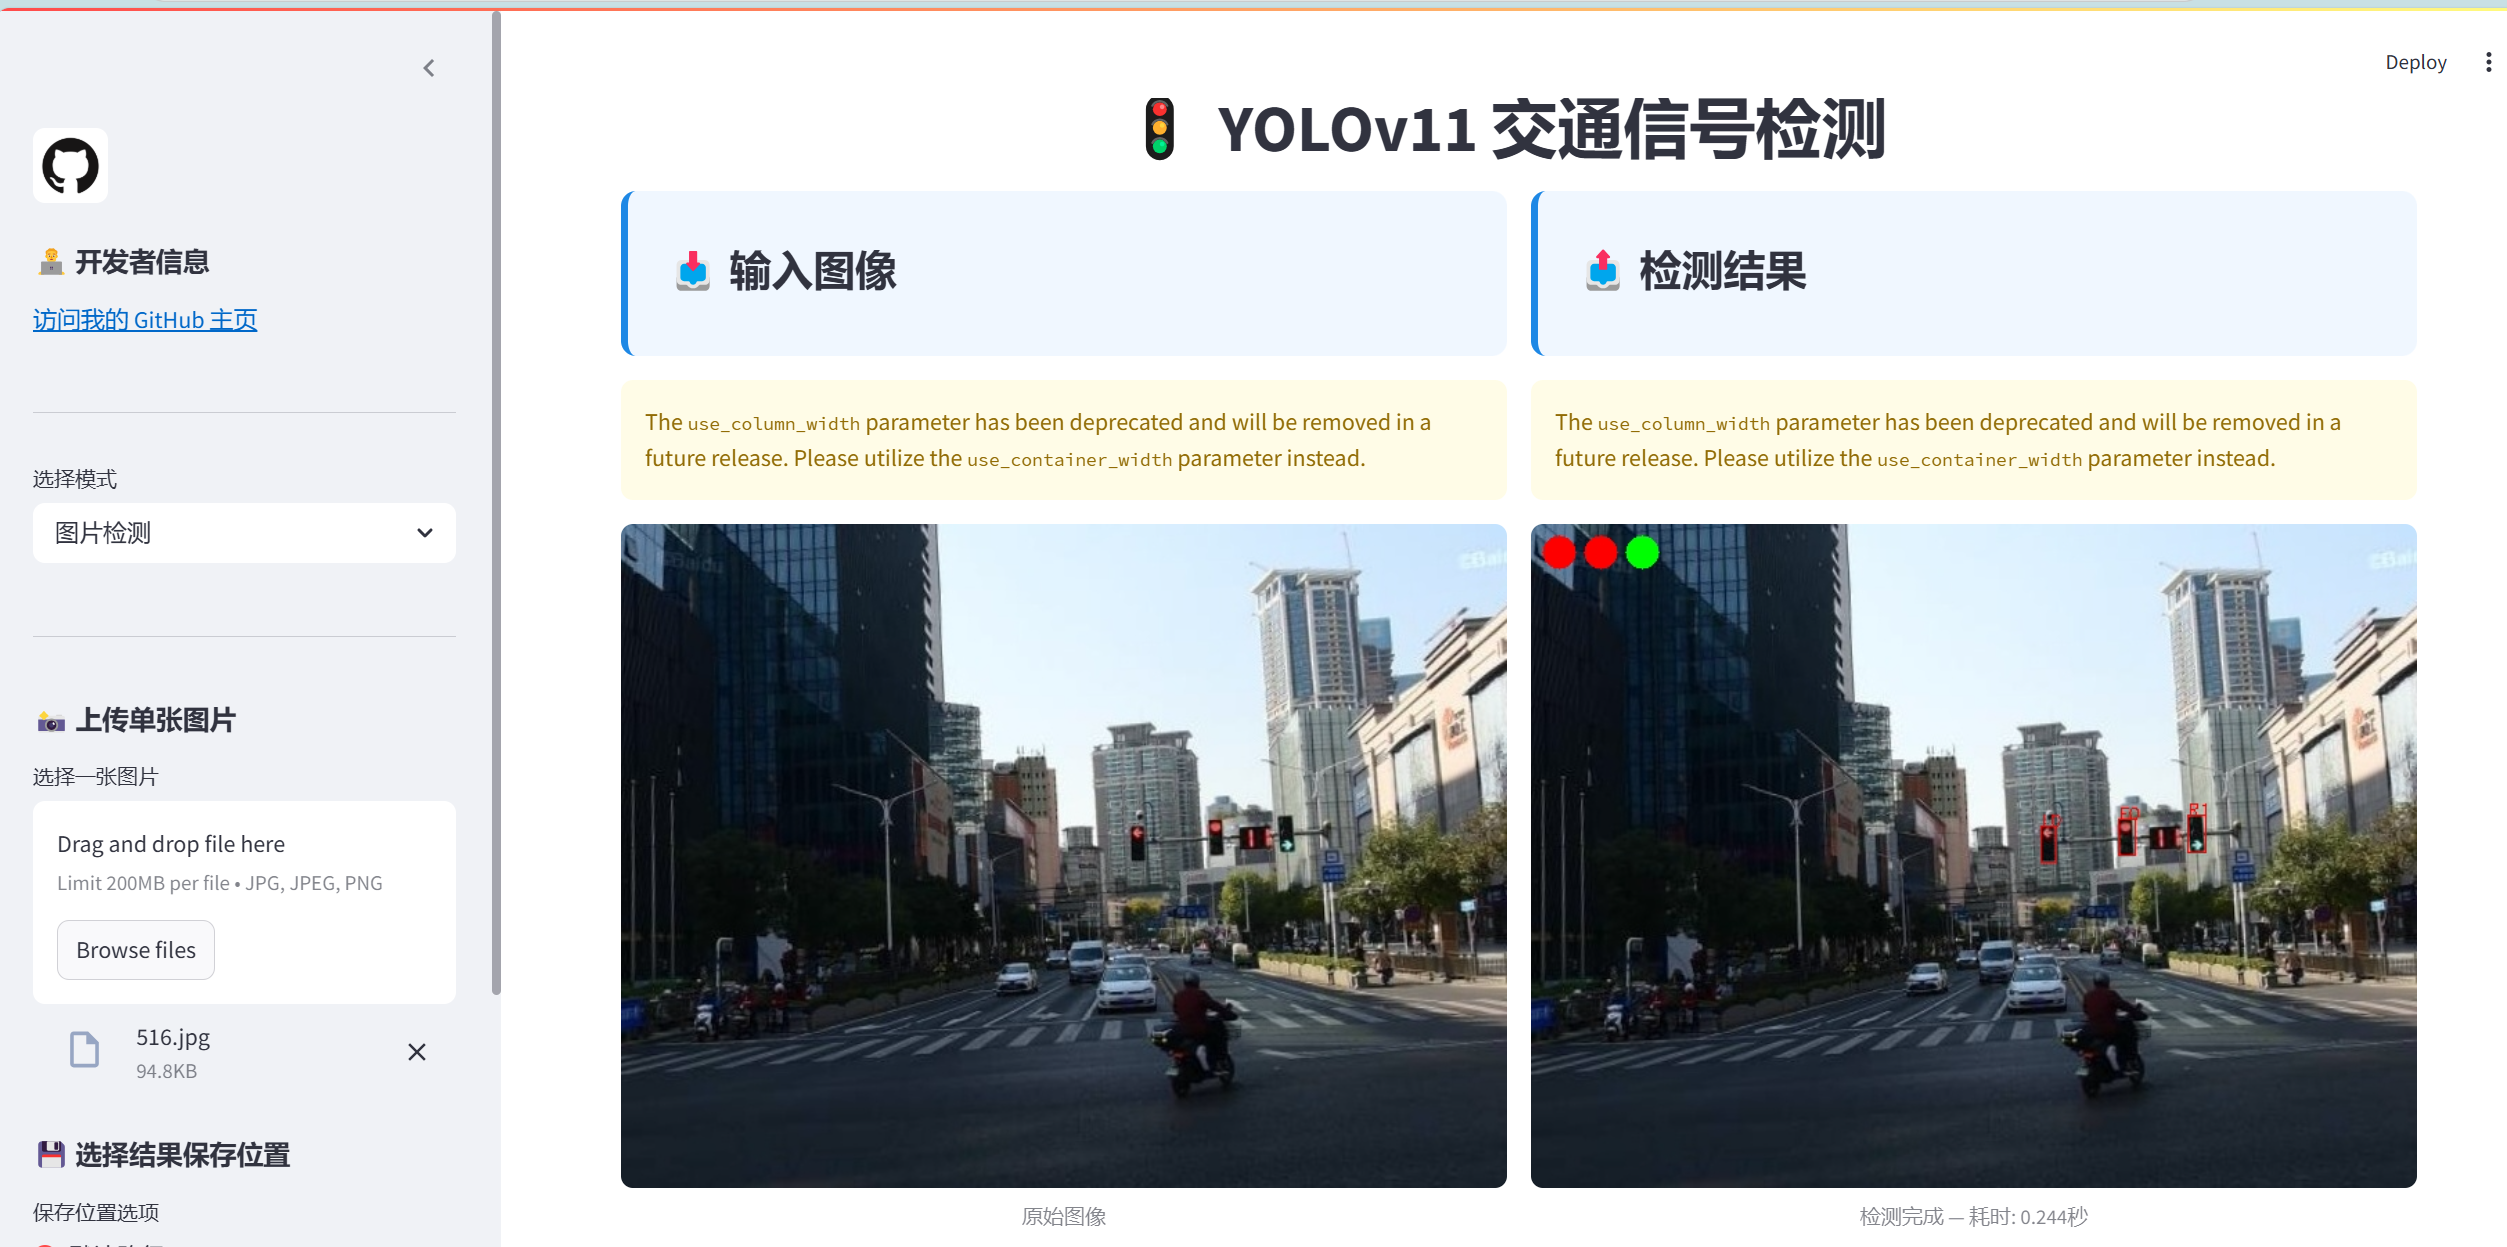 Deploy
开发者信息
访问我的 GitHub 主页
选择模式
图片检测
上传单张图片
选择一张图片
Drag and drop file here
Limit 200MB per file • JPG, JPEG, PNG
Browse files
516.jpg
94.8KB
选择结果保存位置
保存位置选项
YOLOv11 交通信号检测
输入图像
The use_column_width parameter has been deprecated and will be removed in a
future release. Please utilize the use_container_width parameter instead.
原始图像
检测结果
The use_column_width parameter has been deprecated and will be removed in a
future release. Please utilize the use_container_width parameter instead.
R1
检测完成 — 耗时: 0.244秒